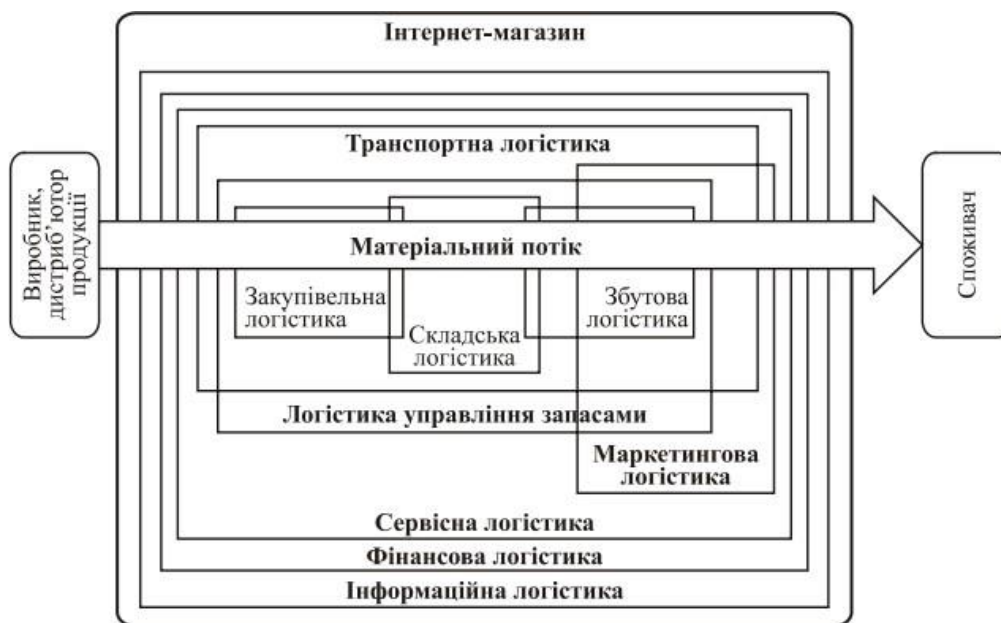 Інтернет-магазин
Транспортна логістика
Виробник,
дистриб’ютор
продукції
Матеріальний потік
Споживач
Закупівельна
логістика
Складська
логістика
Збутова
логістика
Логістика управління запасами
Маркетингова
логістика
Сервісна логістика
Фінансова логістика
Інформаційна логістика